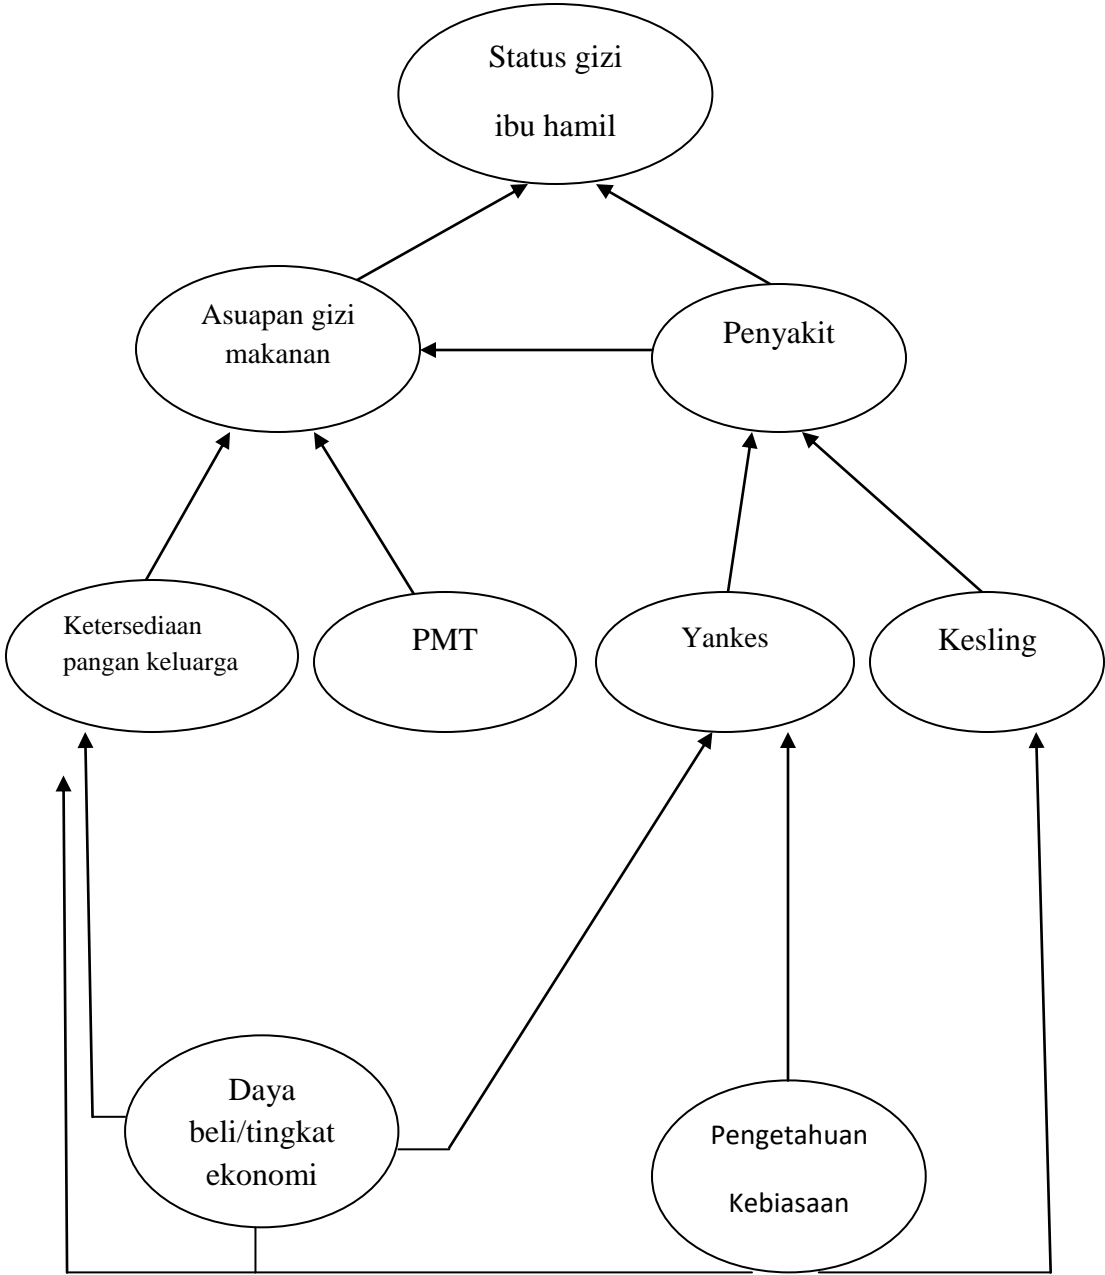 Status gizi
ibu hamil
Asuapan gizi
makanan
Penyakit
Ketersediaan
pangan keluarga
PMT
Yankes
Kesling
Daya
beli/tingkat
ekonomi
Pengetahuan
Kebiasaan